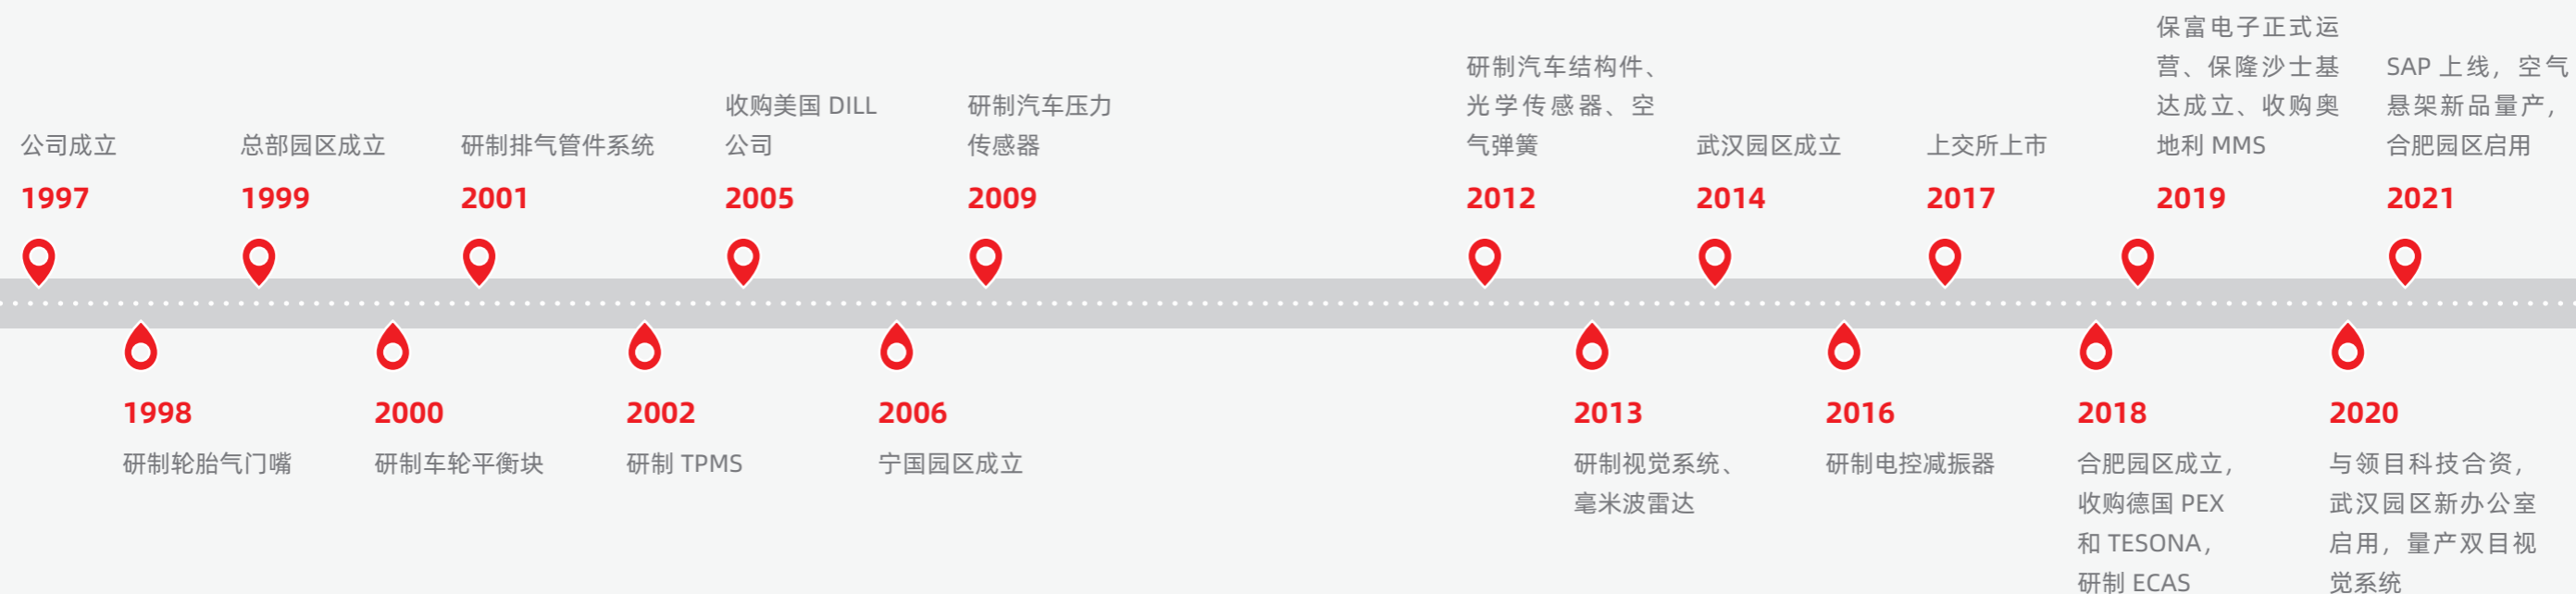 公司成立
1997
总部园区成立
1999
研制排气管件系统
2001
收购美国 DILL
公司
2005
研制汽车压力
传感器
2009
研制汽车结构件、
光学传感器、空
气弹簧
2012
武汉园区成立
2014
上交所上市
2017
保富电子正式运
营、保隆沙士基
达成立、收购奥
地利 MMS
2019
SAP 上线，空气
悬架新品量产，
合肥园区启用
2021
1998
研制轮胎气门嘴
2000
研制车轮平衡块
2002
研制 TPMS
2006
宁国园区成立
2013
研制视觉系统、
毫米波雷达
2016
研制电控减振器
2018
合肥园区成立，
收购德国 PEX
和 TESONA，
研制 ECAS
2020
与领目科技合资，
武汉园区新办公室
启用，量产双目视
觉系统